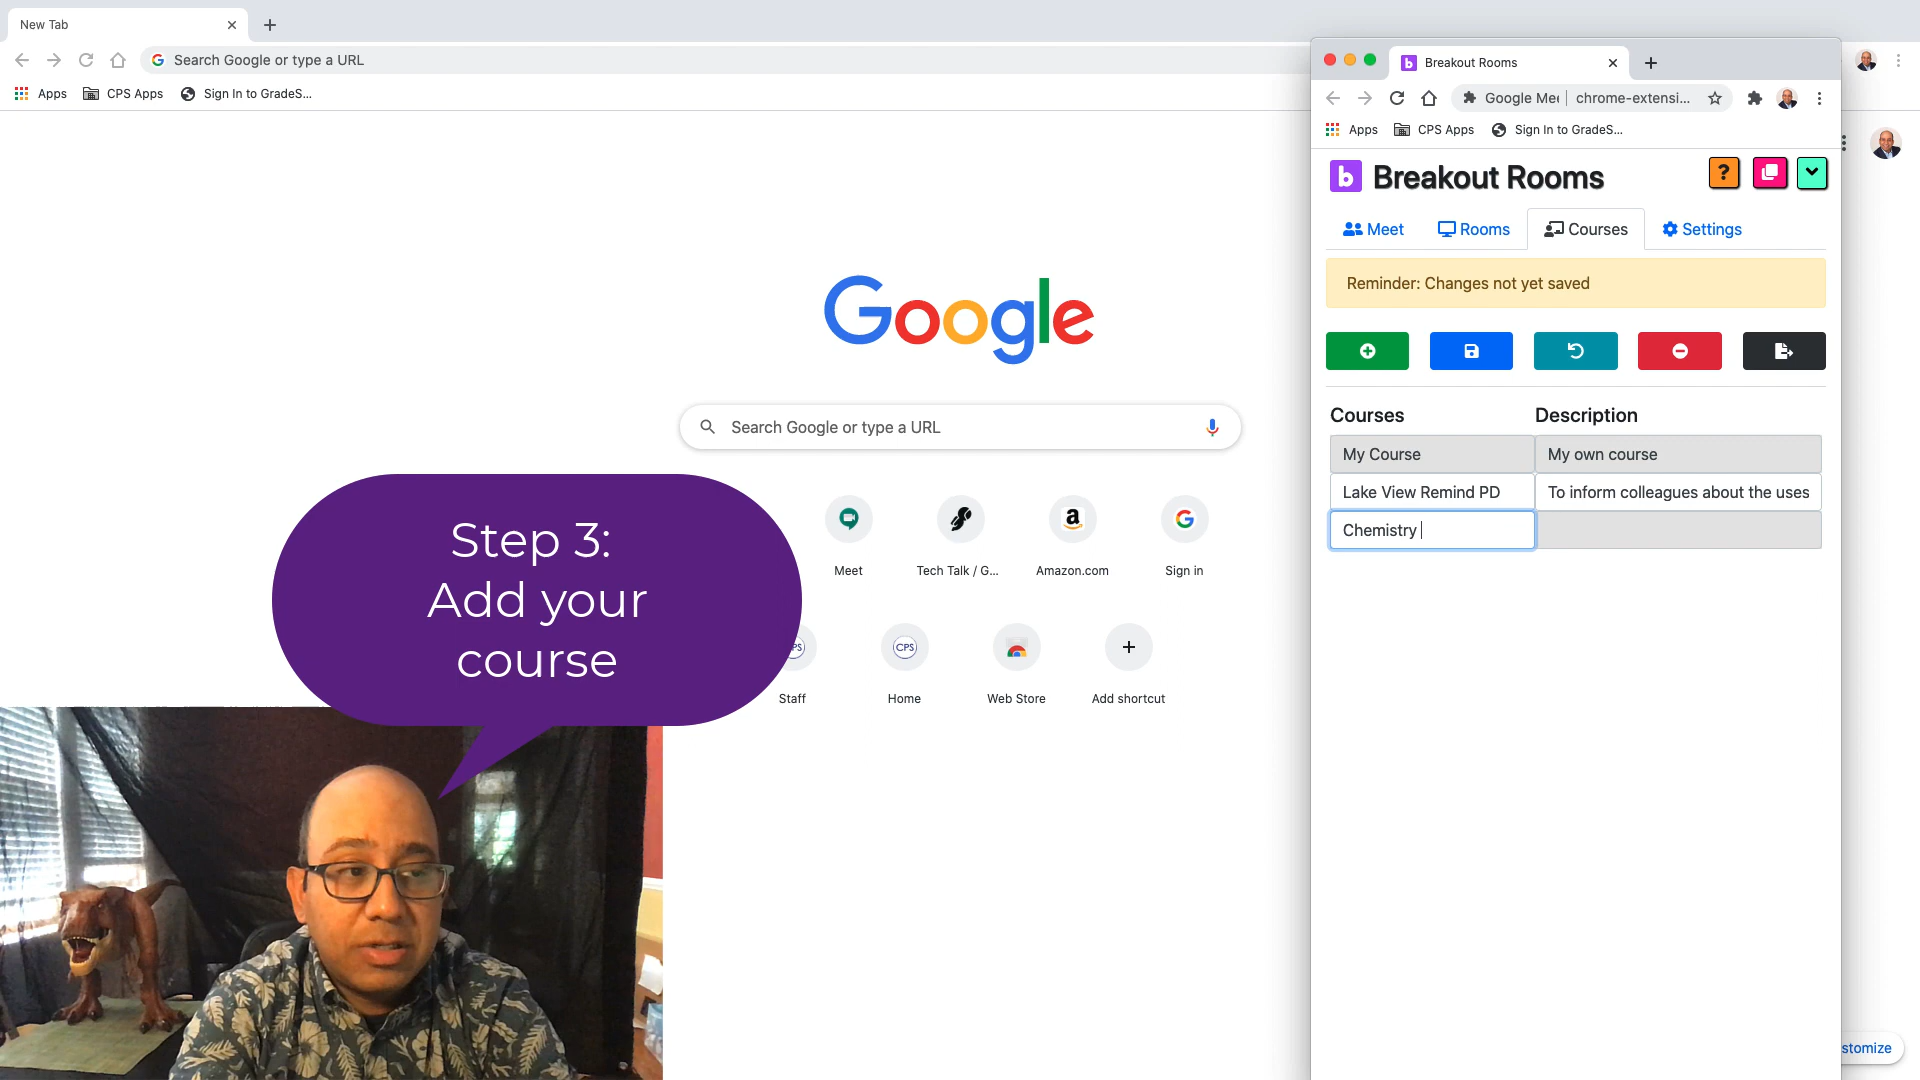 New Tab
Search Google or type a URL
Apps
CPS Apps
Sign In to GradeS...
Google
Search Google or type a URL
Meet
Tech Talk / G...
Amazon.com
Sign in
CPS
Staff
Home
Web Store
Add shortcut
stomize
Step 3:
Add your
course
Breakout Rooms
Google Me
chrome-extensi...
Apps
CPS Apps
Sign In to GradeS...
b Breakout Rooms
?
Meet
Rooms
Courses
Settings
Reminder: Changes not yet saved
Courses Description
My Course My own course
Lake View Remind PD To inform colleagues about the uses
Chemistry